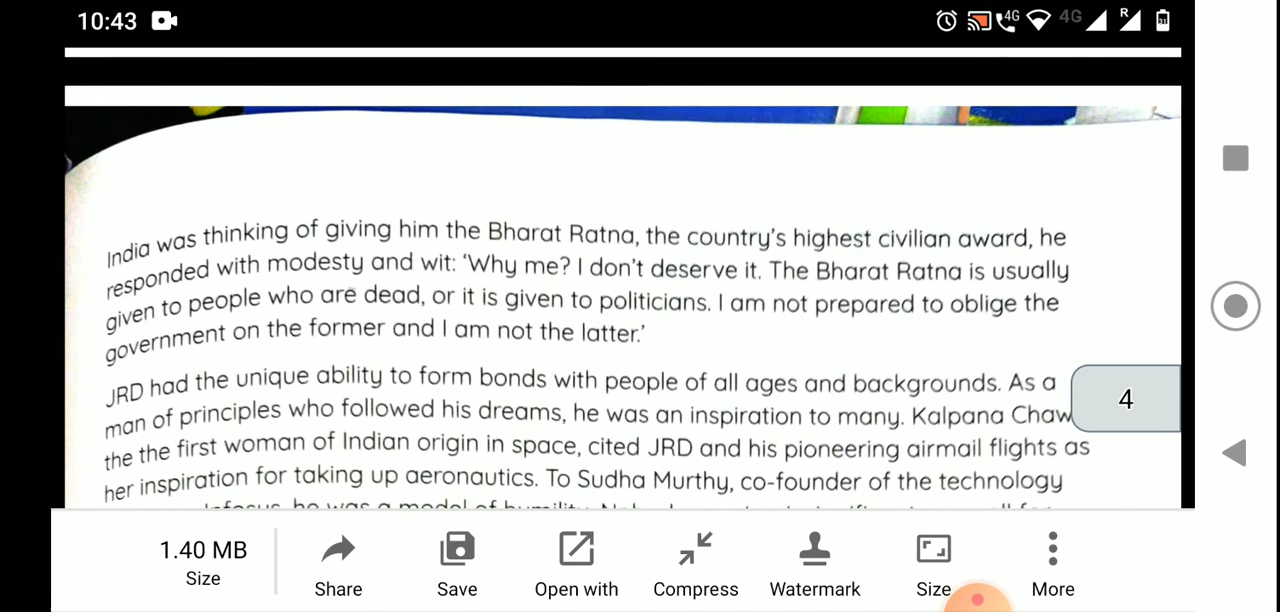 10:43
4G 4G R 31
India was thinking of giving him the Bharat Ratna, the country's highest civilian award, he
responded with modesty and wit: 'Why me? I don't deserve it. The Bharat Ratna is usually
given to people who are dead, or it is given to politicians. I am not prepared to oblige the
government on the former and I am not the latter.'
JRD had the unique ability to form bonds with people of all ages and backgrounds. As a
man of principles who followed his dreams, he was an inspiration to many. Kalpana Chaw
4
the the first woman of Indian origin in space, cited JRD and his pioneering airmail flights as
her inspiration for taking up aeronautics. To Sudha Murthy, co-founder of the technology
he was a model of humility.
1.40 MB
Size
Share
Save
Open with
Compress
Watermark
Size
More